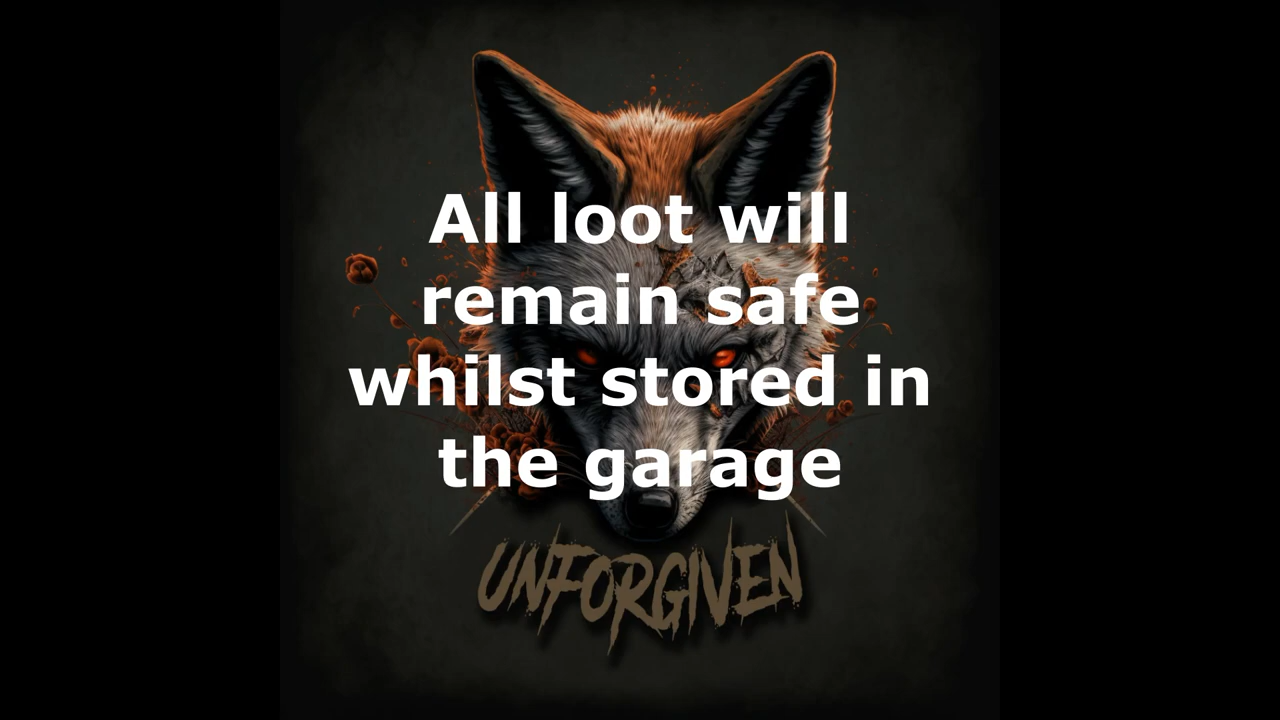 All loot will
remain safe
whilst stored in
the garage
UNFORGIVEN